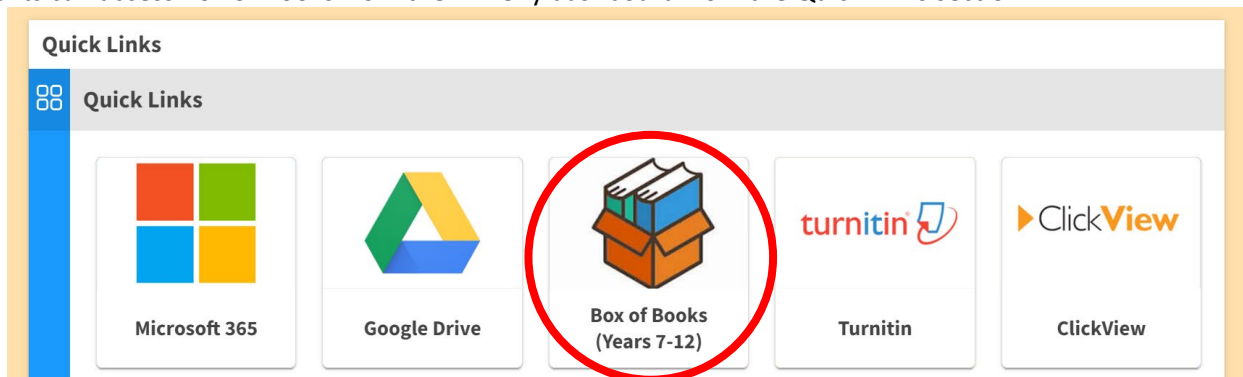 Quick Links
Quick Links
turnitin
ClickView
Microsoft 365
Google Drive
Box of Books
(Years 7-12)
Turnitin
ClickView